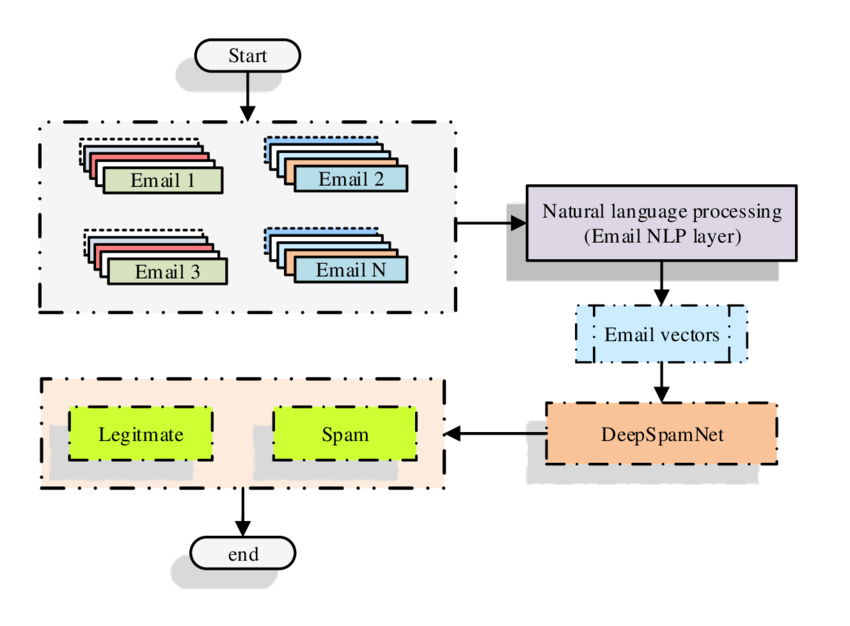 Start
Email 1
Email 2
Email 3
Email N
Natural language processing
(Email NLP layer)
Email vectors
DeepSpamNet
Legitmate
Spam
end